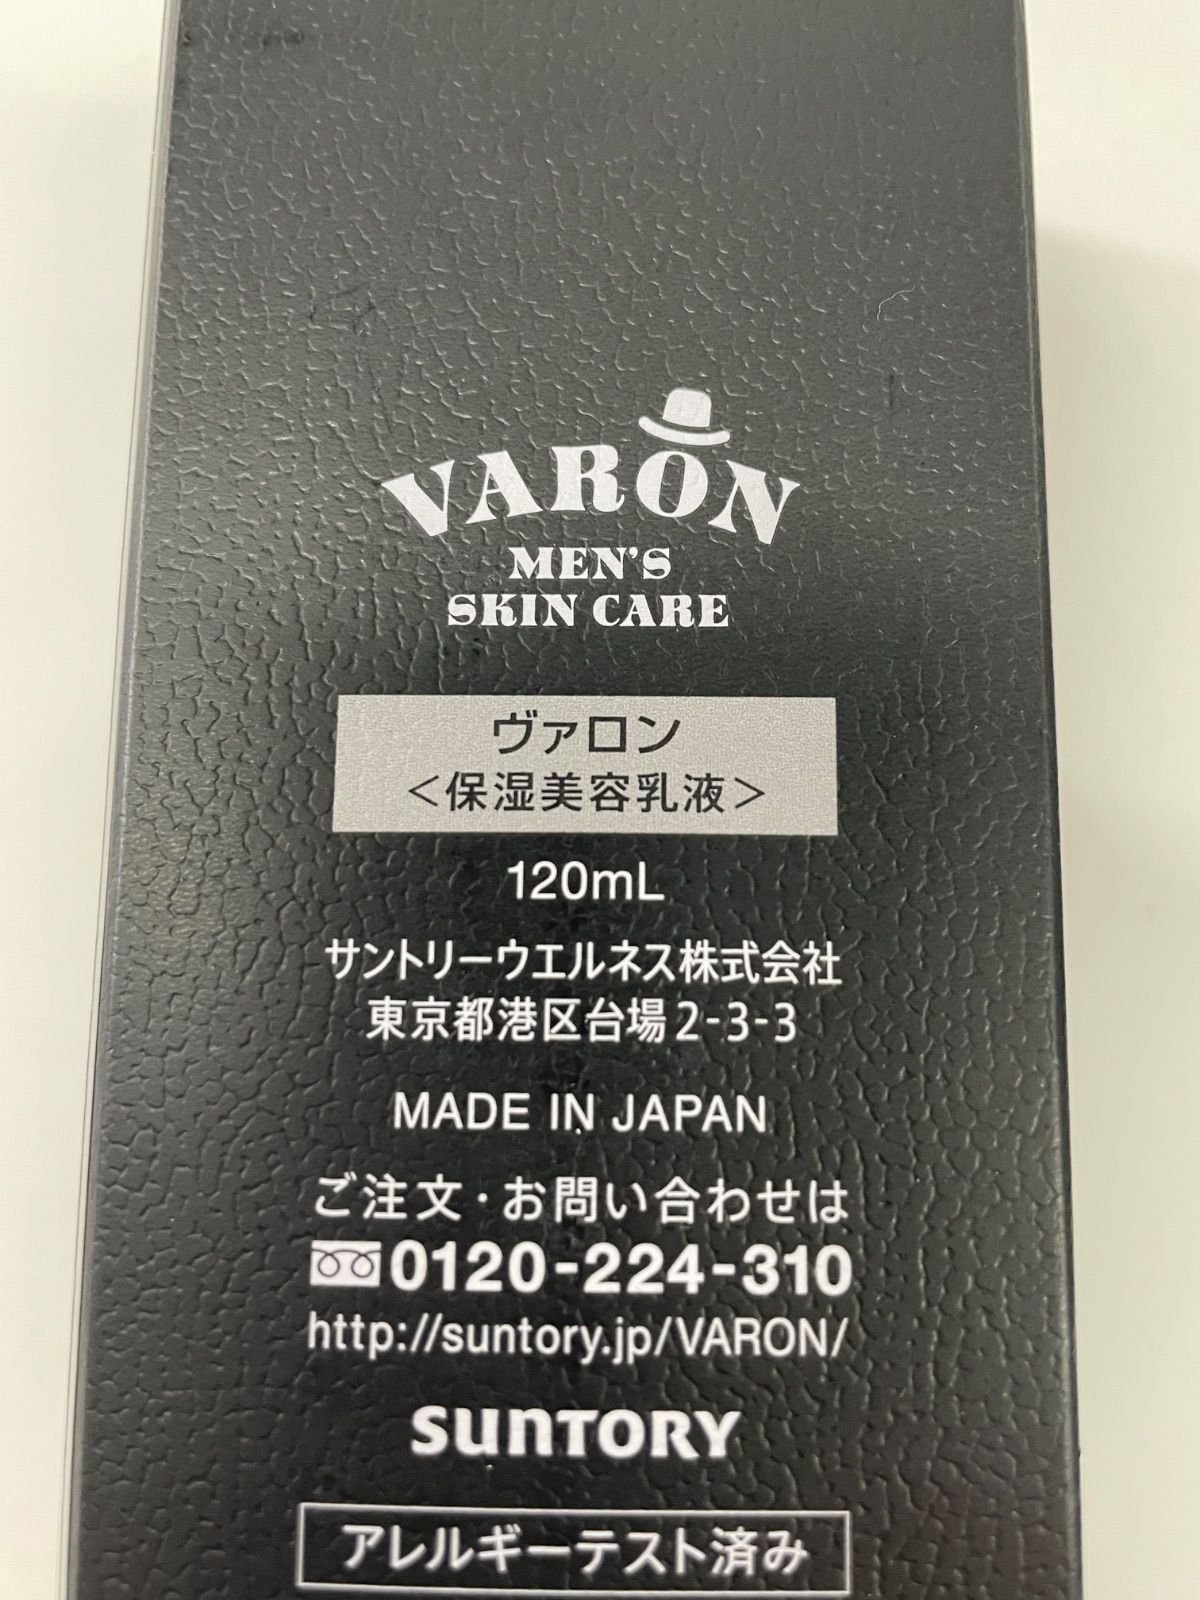 VARON
MEN'S
SKIN CARE
ヴァロン
<保湿美容乳液>
120mL
サントリーウエルネス株式会社
東京都港区台場2-3-3
MADE IN JAPAN
ご注文・お問い合わせは
0120-224-310
http://suntory.jp/VARON/
SUNTORY
アレルギーテスト済み